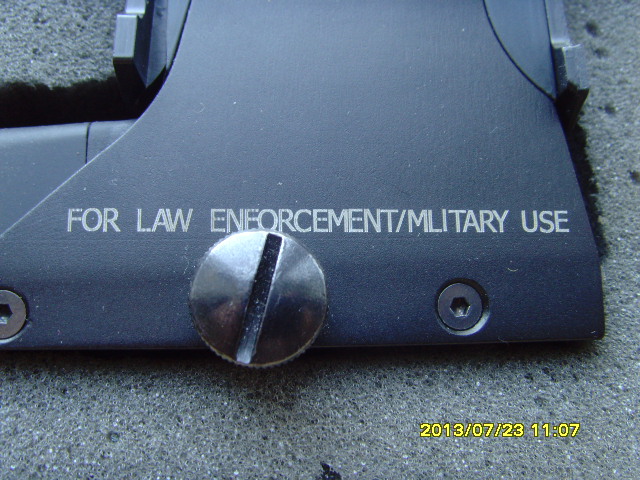 FOR LAW ENFORCEMENT/MLITARY USE
2013/07/23 11:07